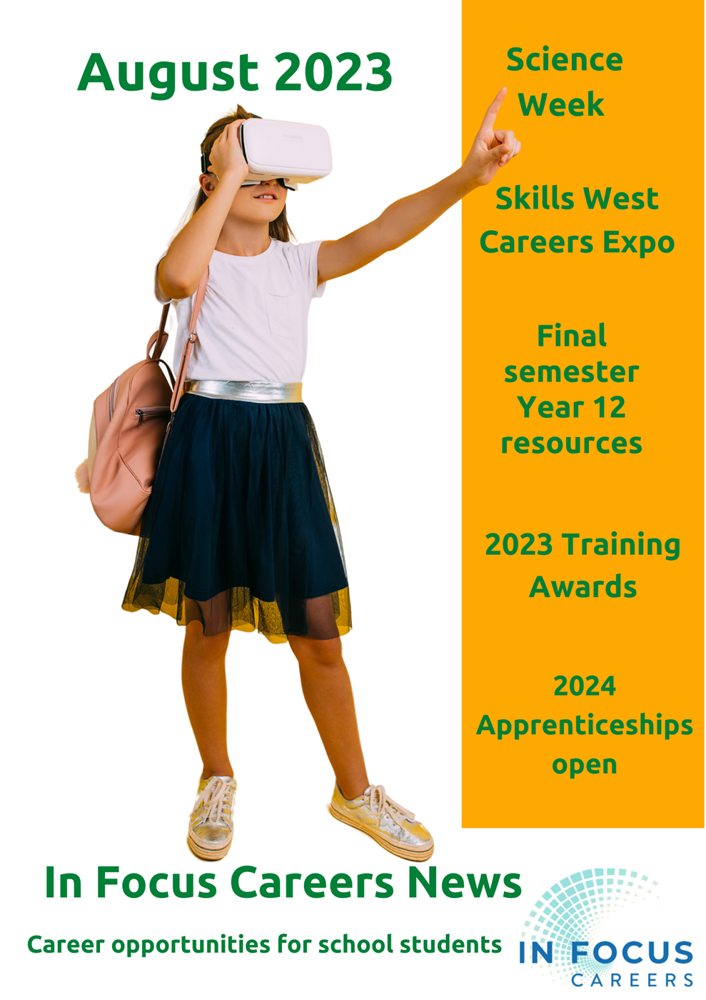 August 2023
Science
Week
Skills West
Careers Expo
Final
semester
Year 12
resources
2023 Training
Awards
2024
Apprenticeships
open
In Focus Careers News
Career opportunities for school students
IN FOCUS
CAREERS